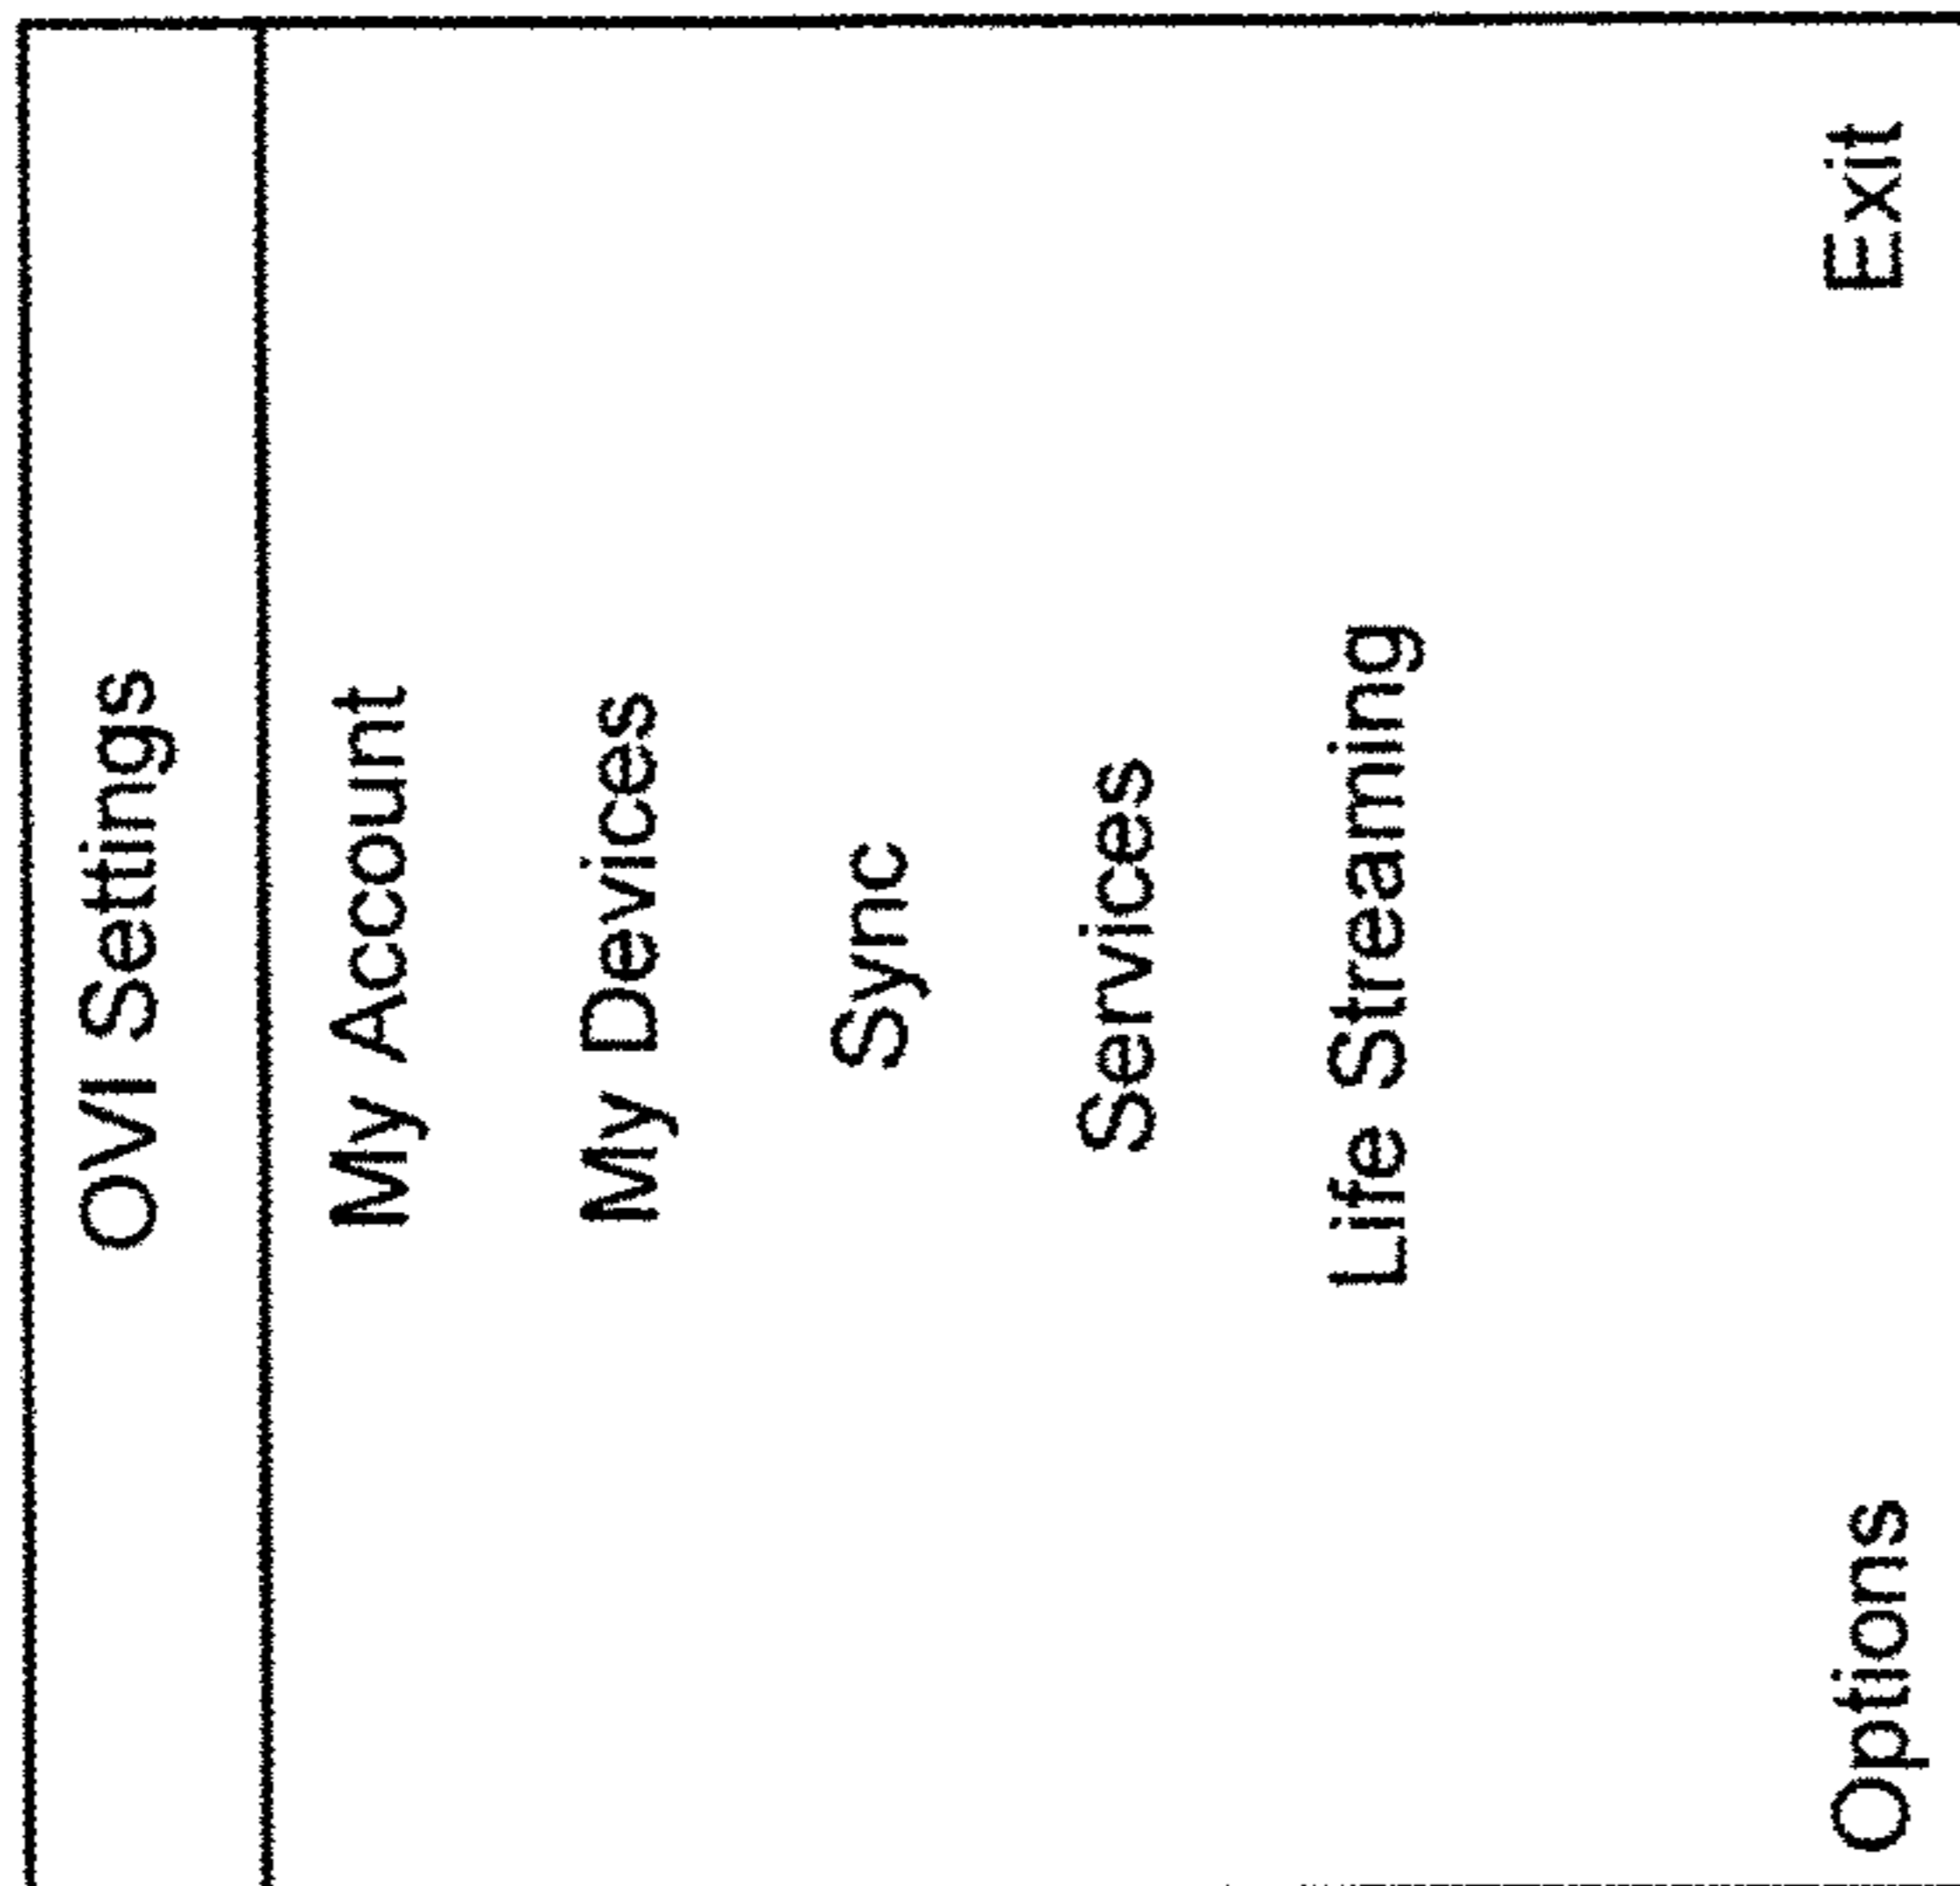 OVI Settings
My Account
My Devices
Sync
Services
Life Streaming
Options Exit